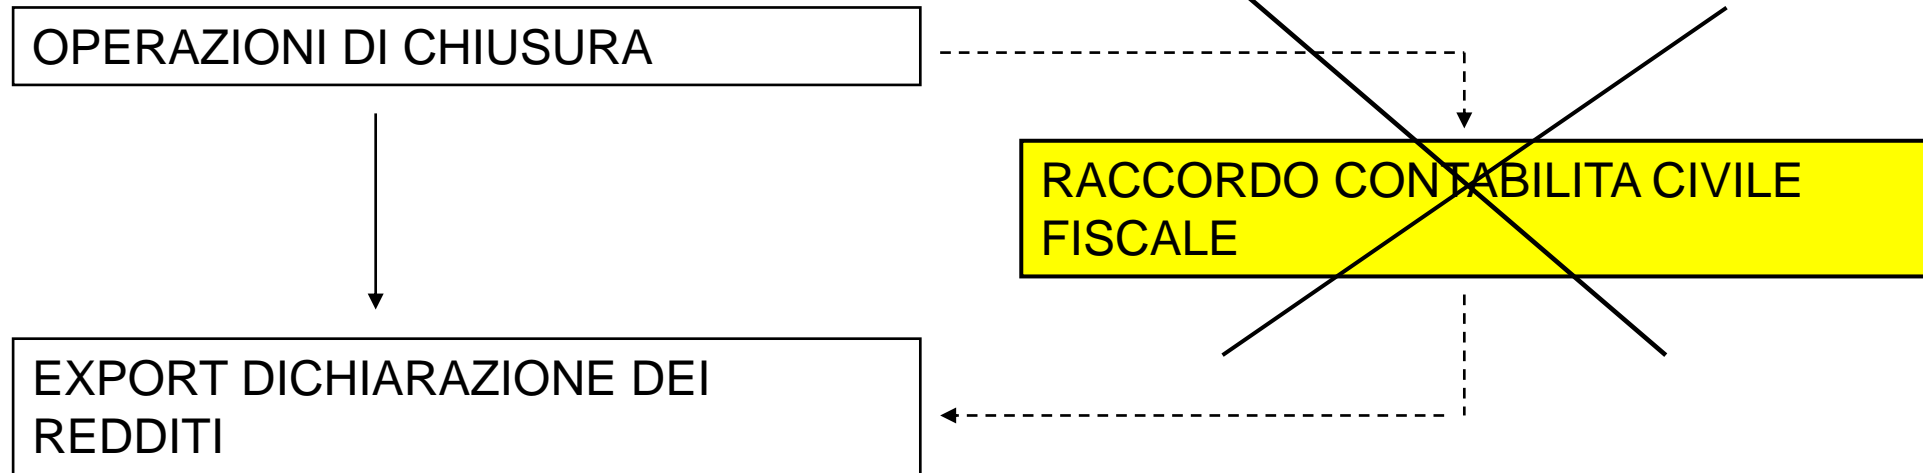 OPERAZIONI DI CHIUSURA
RACCORDO CONTABILITA CIVILE
FISCALE
EXPORT DICHIARAZIONE DEI
REDDITI